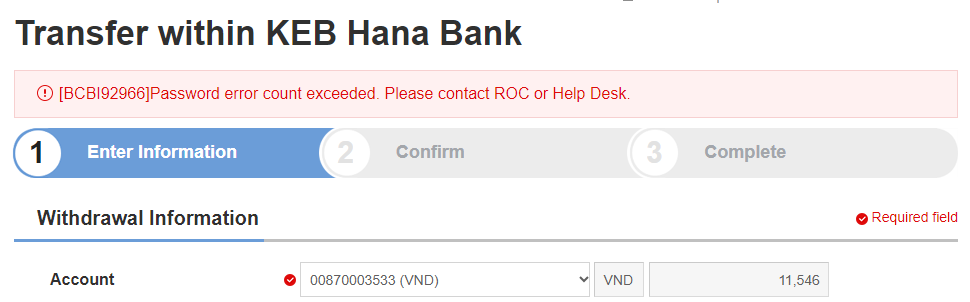 Transfer within KEB Hana Bank
[BCBI92966]Password error count exceeded. Please contact ROC or Help Desk.
1 Enter Information 2 Confirm 3 Complete
Withdrawal Information Required field
Account 00870003533 (VND) VND 11,546